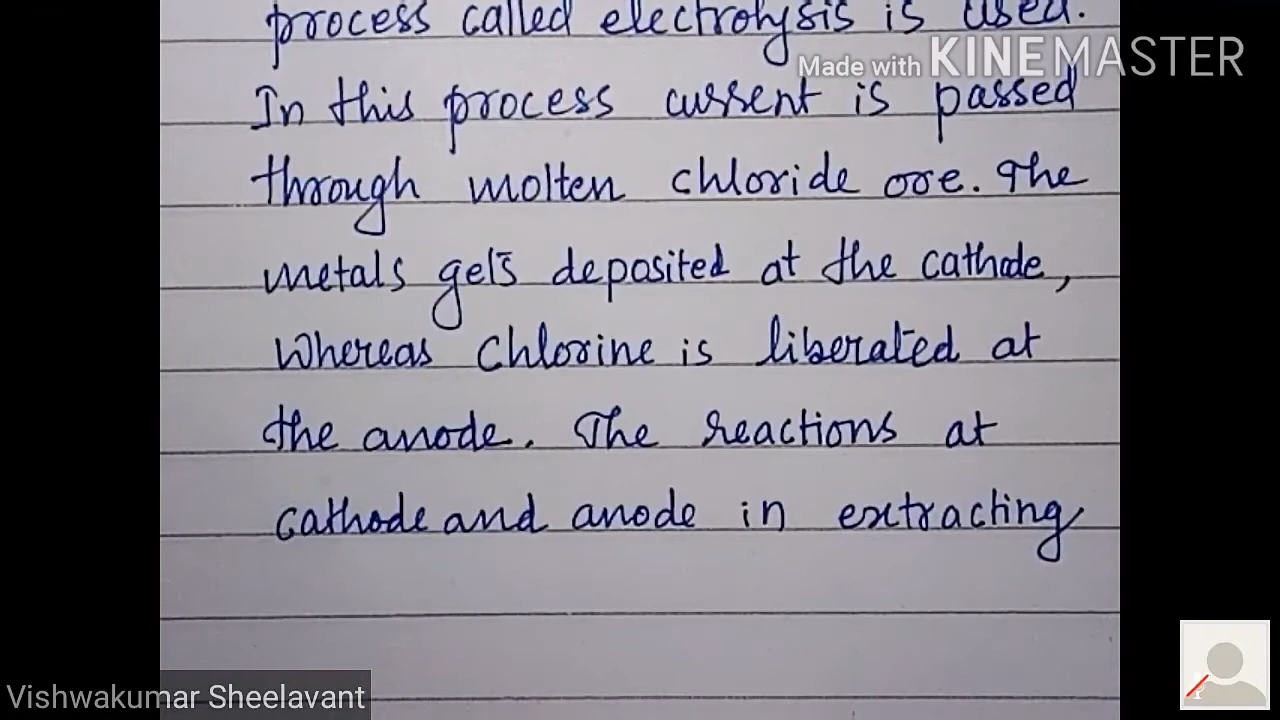 process called electrolysis is used.
Made with KINEMASTER
In this process current is passed
through molten chloride ore. The
metals gets deposited at the cathode,
Whereas Chlorine is liberated at
the anode. The reactions at
cathode and anode in extracting
Vishwakumar Sheelavant